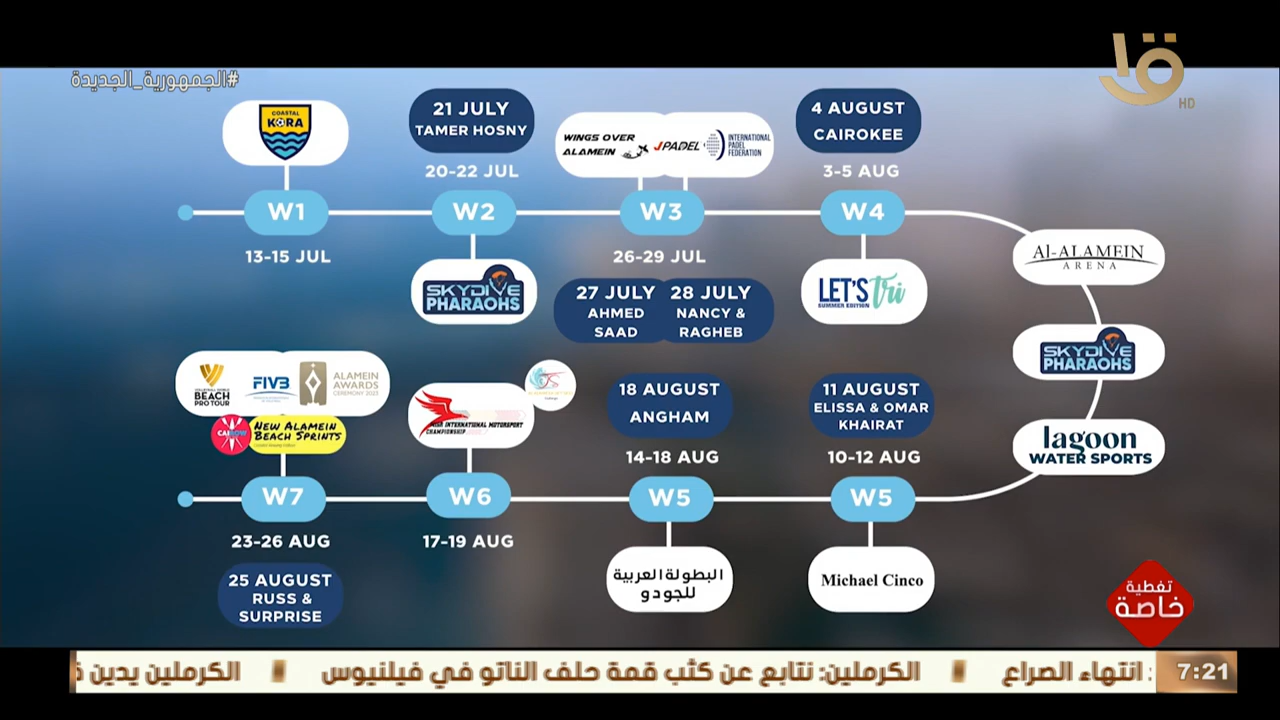 #الجمهورية_الجديدة
HD
COASTAL
KORA
21 JULY
TAMER HOSNY
20-22 JUL
WINGS OVER
ALAMEIN
JPADEL
INTERNATIONAL
PADEL
FEDERATION
4 AUGUST
CAIROKEE
3-5 AUG
W1
W2
W3
W4
13-15 JUL
SKYDIVE
PHARAOHS
26-29 JUL
27 JULY
AHMED
SAAD
28 JULY
NANCY &
RAGHEB
LET'S Tri
SUMMER EDITION
Al-ALAMEIN
ARENA
SKYDIVE
PHARAOHS
lagoon
WATER SPORTS
VOLLEYBALL WORLD
BEACH
PRO TOUR
FIVB
ALAMEIN
AWARDS
CEREMONY 2023
NEW ALAMEIN
BEACH SPRINTS
INTERNATIONAL MOTORSPORT
CHAMPIONSHIP
18 AUGUST
ANGHAM
14-18 AUG
11 AUGUST
ELISSA & OMAR
KHAIRAT
10-12 AUG
W7
W6
W5
W5
23-26 AUG
17-19 AUG
25 AUGUST
RUSS &
SURPRISE
البطولة العربية
للجودو
Michael Cinco
تغطية
خاصة
انتهاء الصراع
الكرملين: نتابع عن كثب قمة حلف الناتو في فيلنيوس
الكرملين يدين
7:21